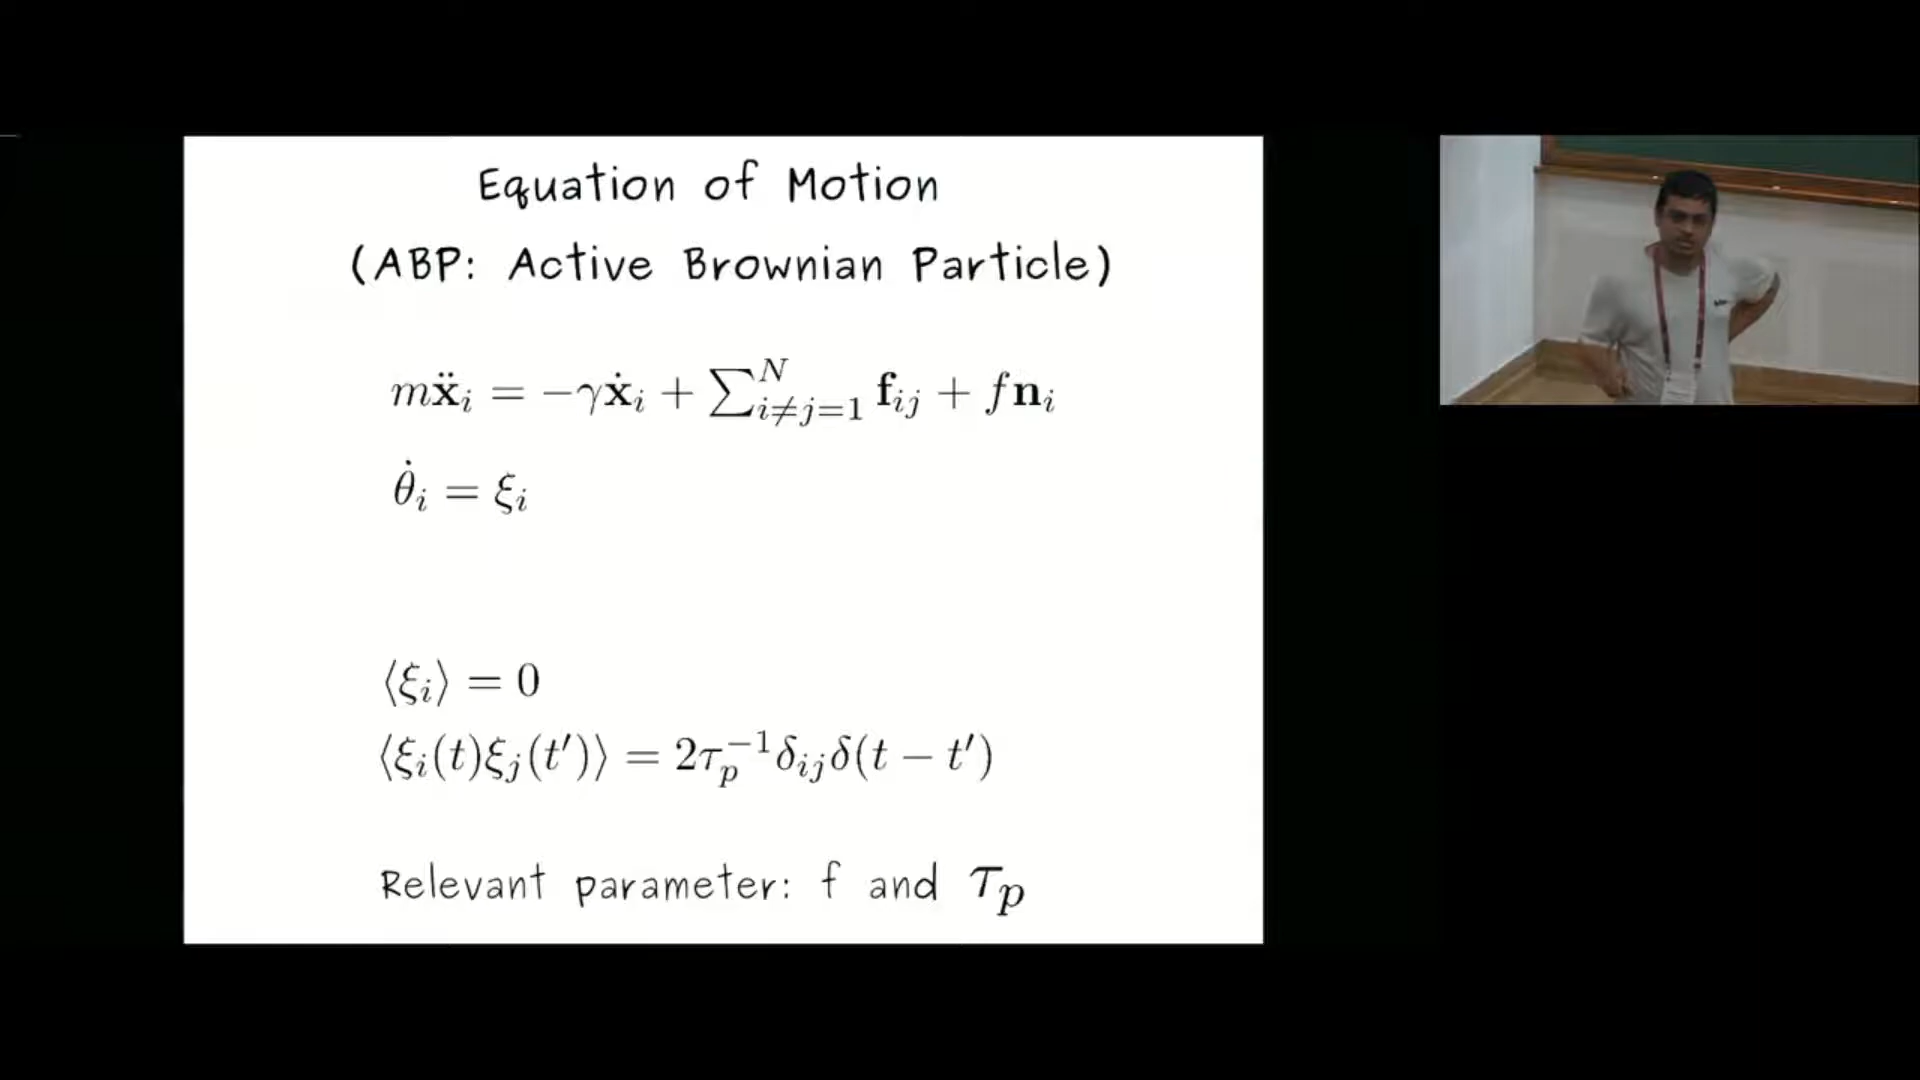 Equation of Motion
(ABP: Active Brownian Particle)
$m\ddot{\mathbf{x}}_i = -\gamma\dot{\mathbf{x}}_i + \sum_{i\neq j=1}^{N} \mathbf{f}_{ij} + f\mathbf{n}_i$
$\dot{\theta}_i = \xi_i$
$\langle \xi_i \rangle = 0$
$\langle \xi_i(t)\xi_j(t') \rangle = 2\tau_p^{-1}\delta_{ij}\delta(t-t')$
Relevant parameter: f and $\tau_p$